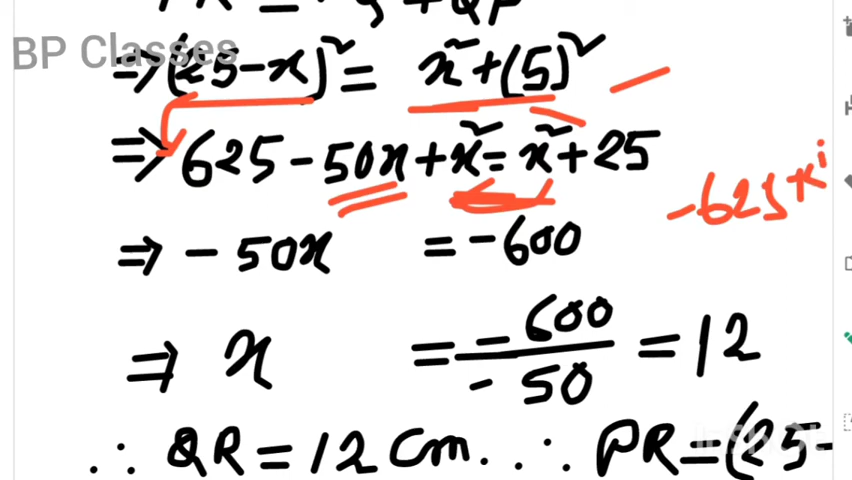 BP Classes
⇒ (25-x)² = x² + (5)²
⇒ 625 - 50x + x² = x² + 25
⇒ - 50x = -600
⇒ x = -600/-50 = 12
∴ QR = 12 Cm. ∴ PR = (25-